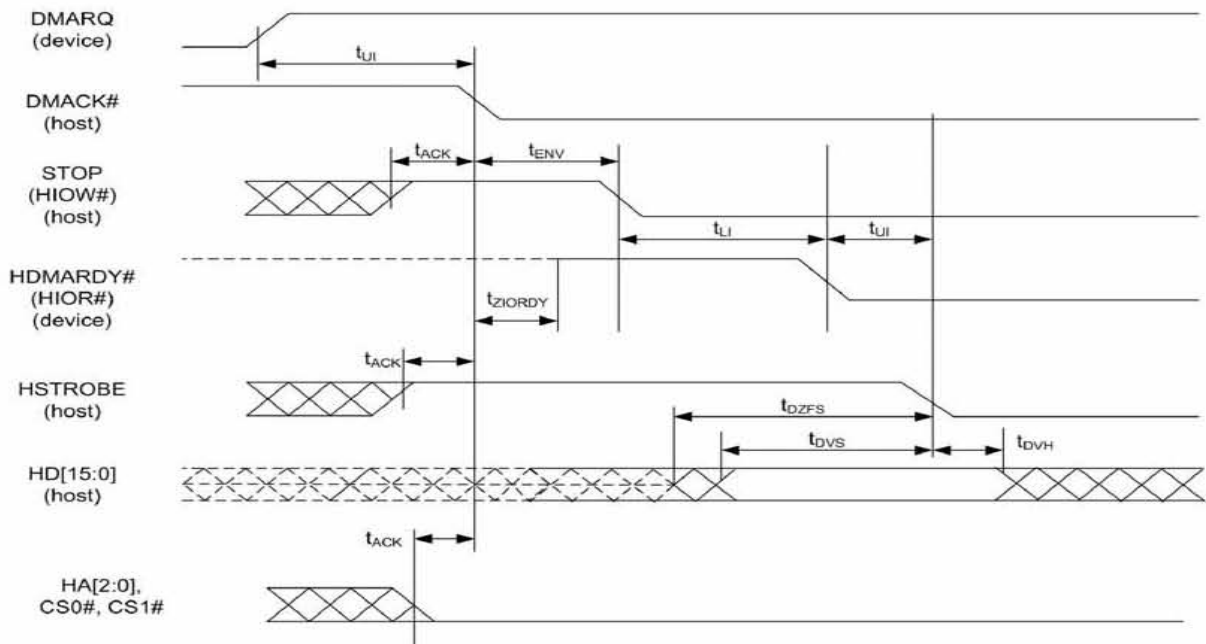 DMARQ
(device)
tUI
DMACK#
(host)
tACK
tENV
STOP
(HIOW#)
(host)
tLI
tUI
HDMARDY#
(HIOR#)
(device)
tZIORDY
tACK
HSTROBE
(host)
tDZFS
tDVS
tDVH
HD[15:0]
(host)
tACK
HA[2:0],
CS0#, CS1#